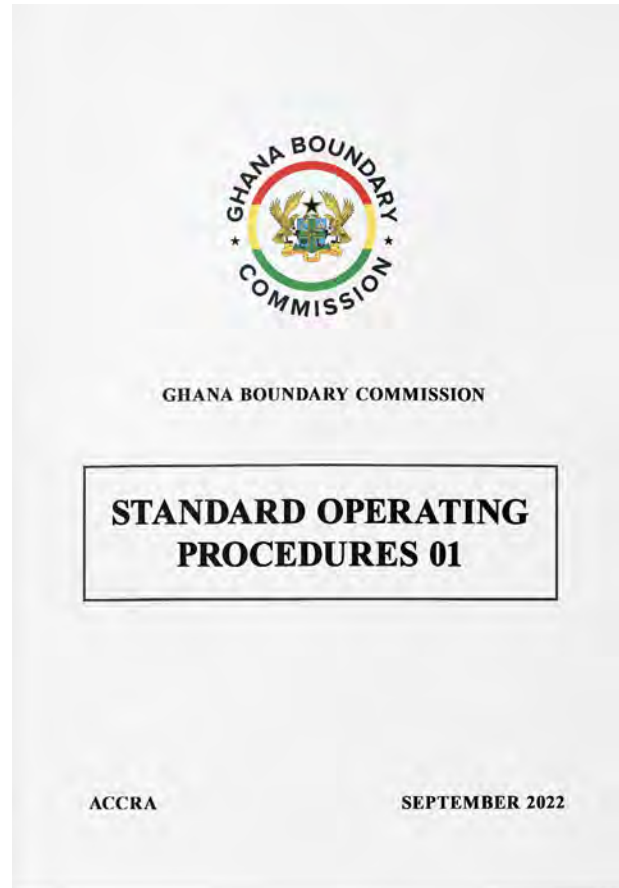 GHANA BOUNDARY
COMMISSION
GHANA BOUNDARY COMMISSION
STANDARD OPERATING
PROCEDURES 01
ACCRA
SEPTEMBER 2022